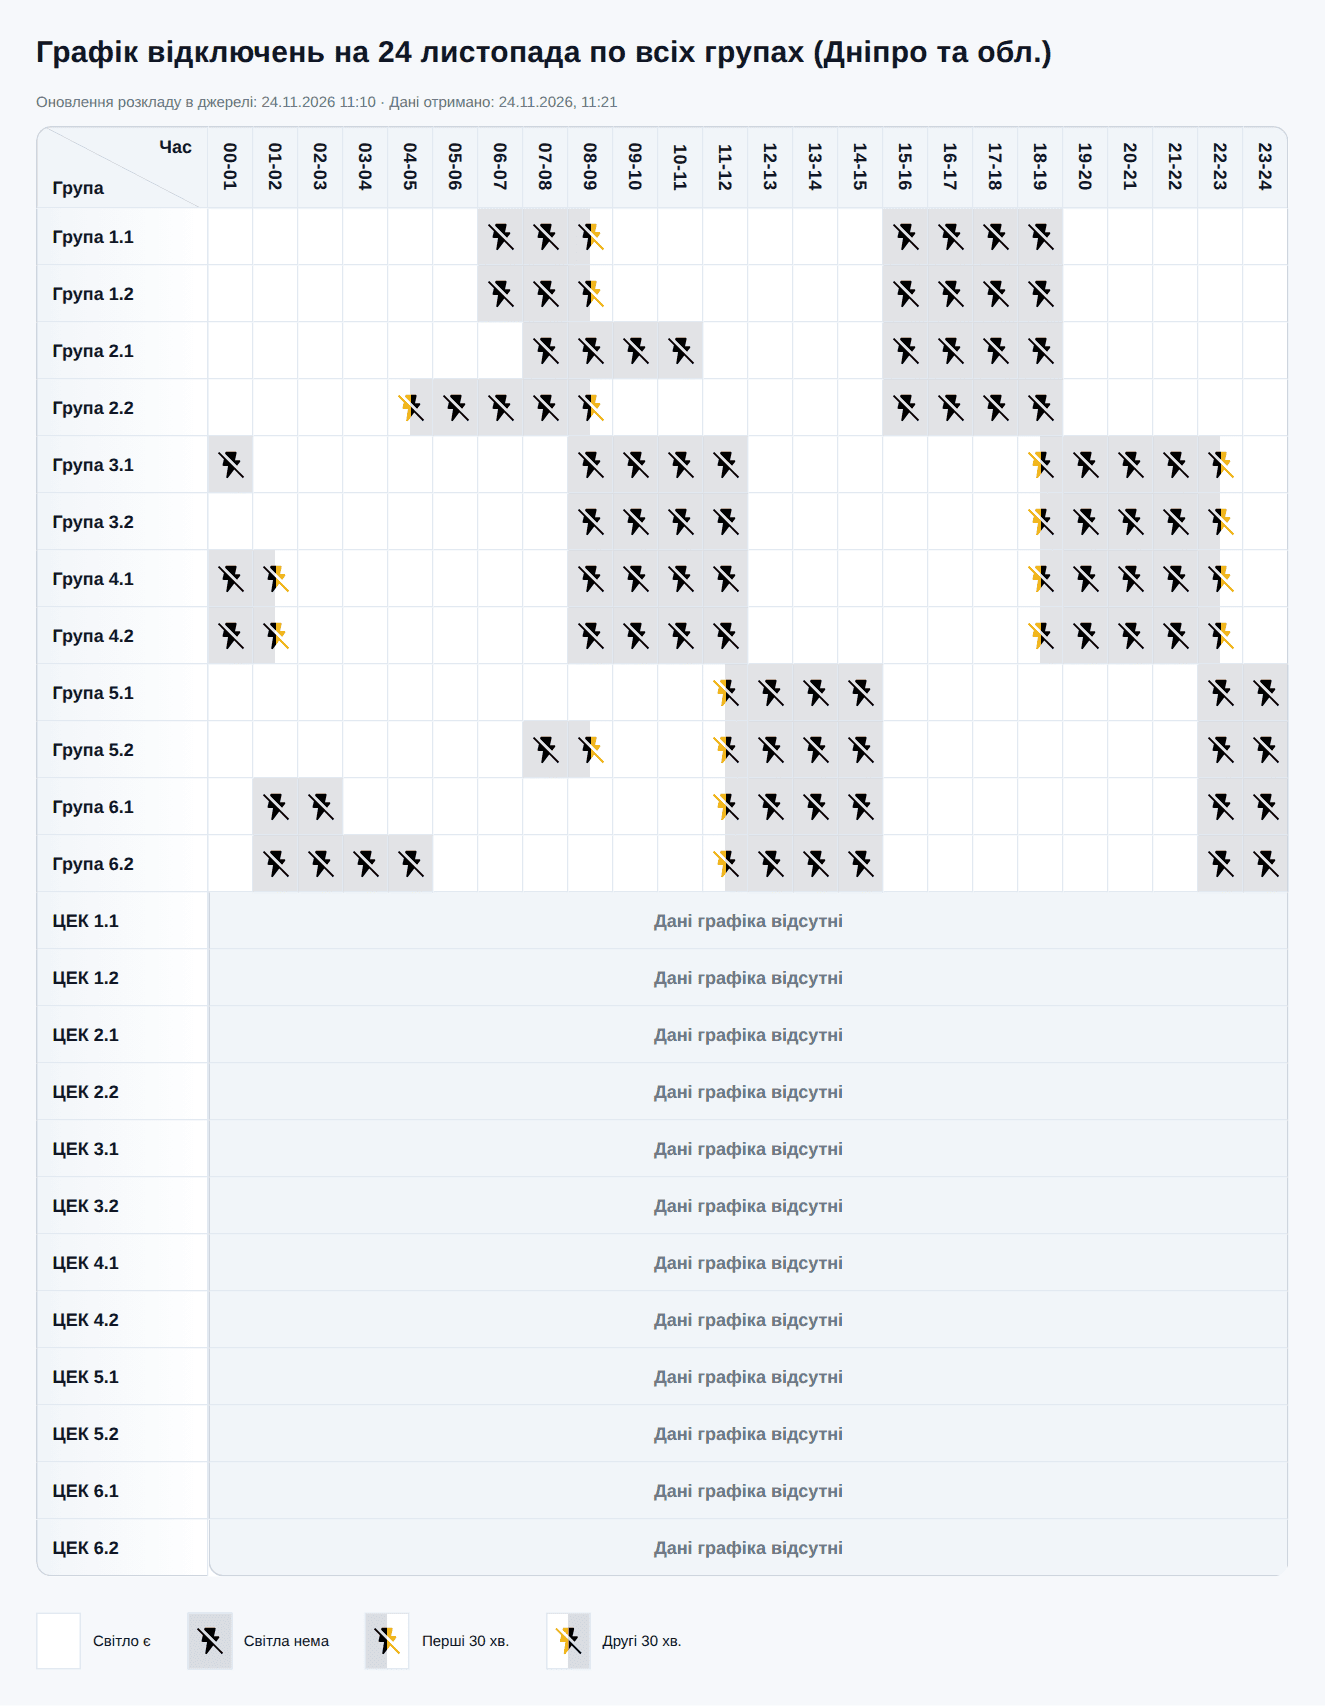 Графік відключень на 24 листопада по всіх групах (Дніпро та обл.)
Оновлення розкладу в джерелі: 24.11.2026 11:10 · Дані отримано: 24.11.2026, 11:21
Час
Група
00-01 01-02 02-03 03-04 04-05 05-06 06-07 07-08 08-09 09-10 10-11 11-12 12-13 13-14 14-15 15-16 16-17 17-18 18-19 19-20 20-21 21-22 22-23 23-24
Група 1.1
Група 1.2
Група 2.1
Група 2.2
Група 3.1
Група 3.2
Група 4.1
Група 4.2
Група 5.1
Група 5.2
Група 6.1
Група 6.2
ЦЕК 1.1 Дані графіка відсутні
ЦЕК 1.2 Дані графіка відсутні
ЦЕК 2.1 Дані графіка відсутні
ЦЕК 2.2 Дані графіка відсутні
ЦЕК 3.1 Дані графіка відсутні
ЦЕК 3.2 Дані графіка відсутні
ЦЕК 4.1 Дані графіка відсутні
ЦЕК 4.2 Дані графіка відсутні
ЦЕК 5.1 Дані графіка відсутні
ЦЕК 5.2 Дані графіка відсутні
ЦЕК 6.1 Дані графіка відсутні
ЦЕК 6.2 Дані графіка відсутні
Світло є Світла нема Перші 30 хв. Другі 30 хв.